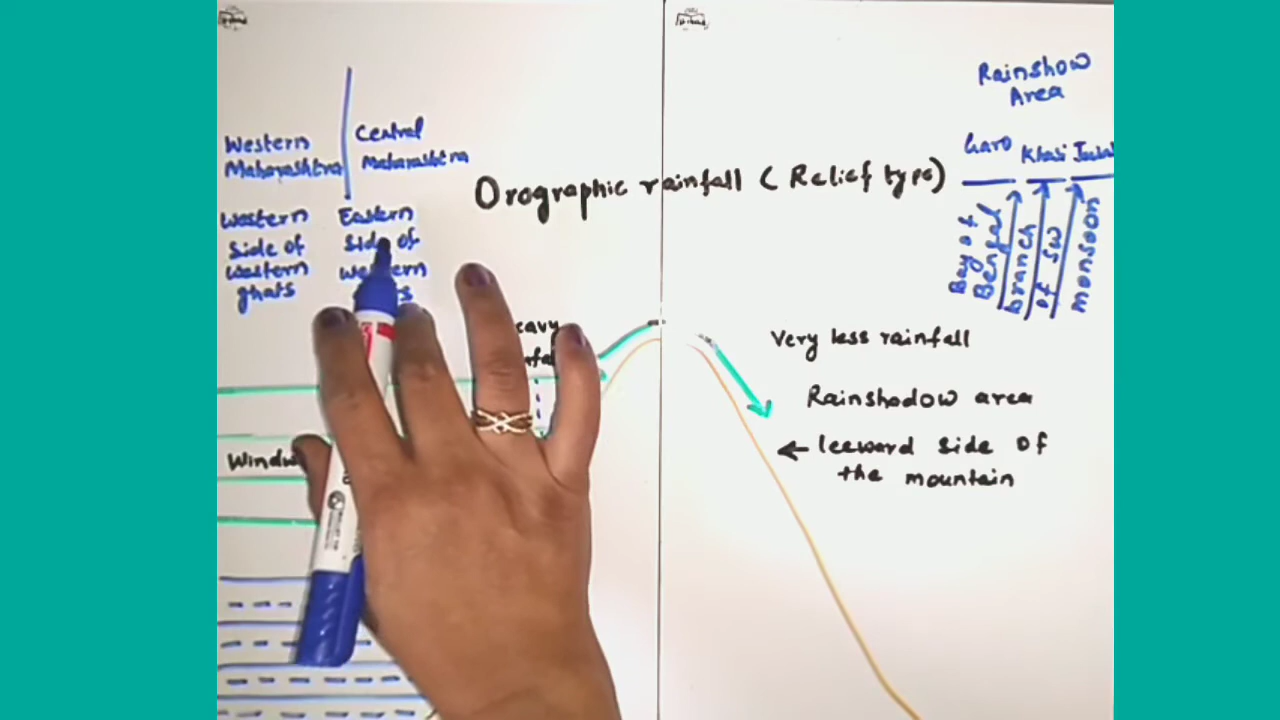 Western
Maharashtra
Central
Maharashtra
Western
side of
western
ghats
Eastern
side of
Orographic rainfall ( Relief type)
Rainshow
Area
Garo
Khasi
Bay of
Bengal
branch
of SW
monsoon
Very less rainfall
Rainshadow area
← leeward side of
the mountain